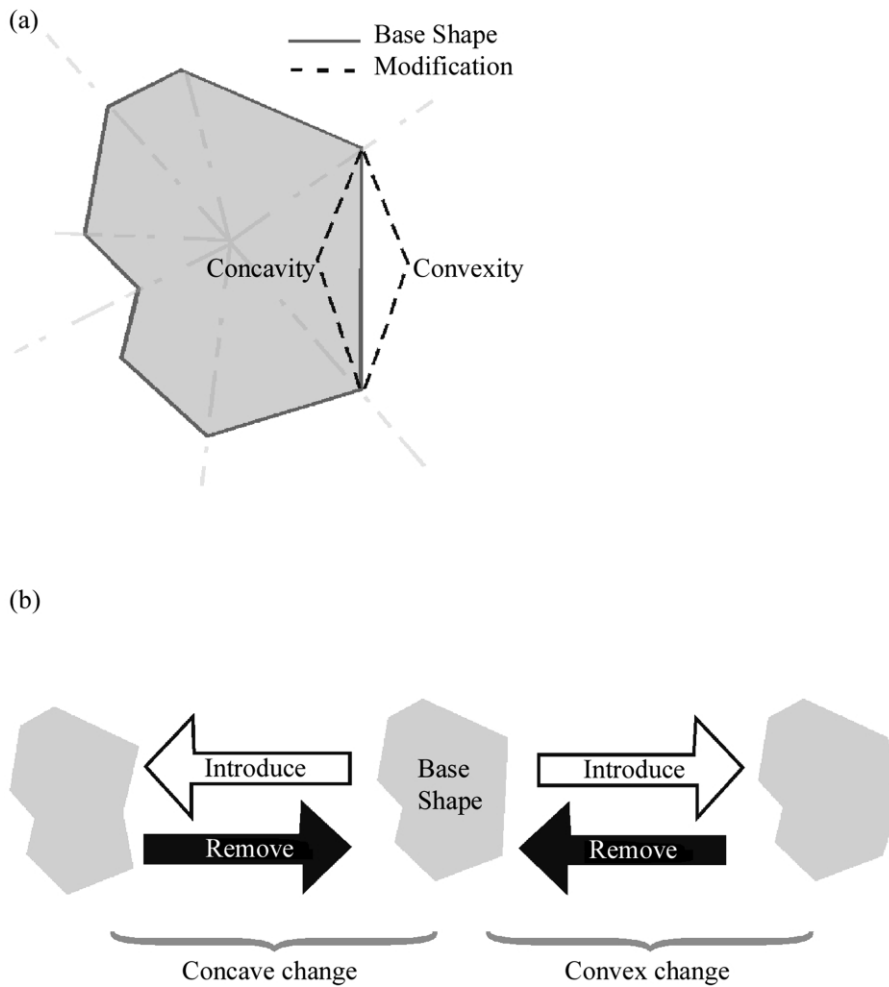 (a)
Base Shape
Modification
Concavity
Convexity
(b)
Introduce
Base
Shape
Introduce
Remove
Remove
Concave change
Convex change